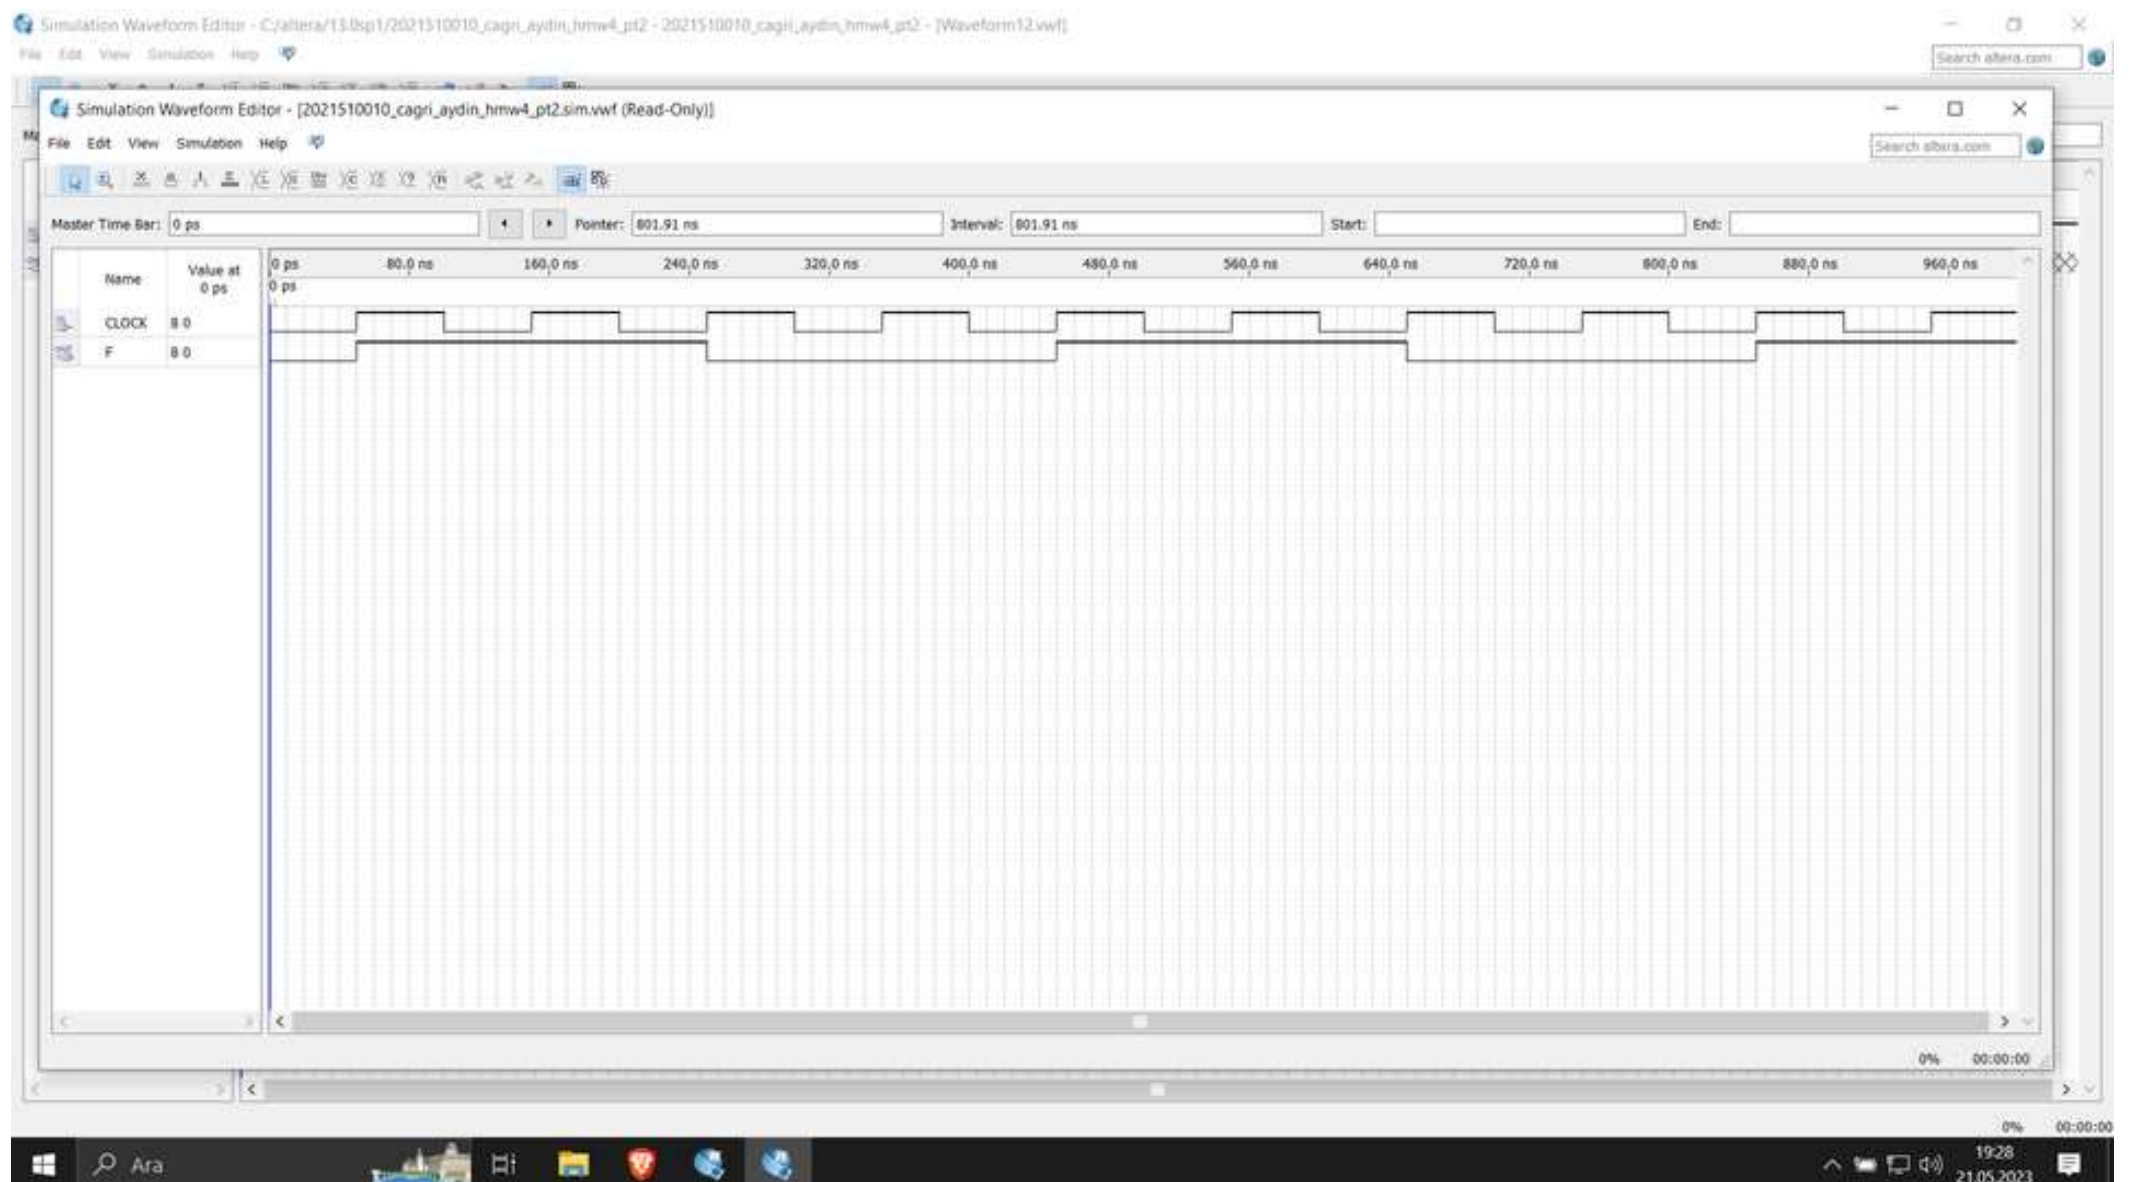 Simulation Waveform Editor - C:/altera/13.0sp1/2021510010_cagri_aydin_hmw4_pt2 - 2021510010_cagri_aydin_hmw4_pt2 - [Waveform12.vwf]
File Edit View Simulation Help
Search altera.com
Simulation Waveform Editor - [2021510010_cagri_aydin_hmw4_pt2.sim.vwf (Read-Only)]
File Edit View Simulation Help
Search altera.com
Master Time Bar: 0 ps Pointer: 801.91 ns Interval: 801.91 ns Start: End:
Name Value at 0 ps
0 ps 80.0 ns 160.0 ns 240.0 ns 320.0 ns 400.0 ns 480.0 ns 560.0 ns 640.0 ns 720.0 ns 800.0 ns 880.0 ns 960.0 ns
0 ps
CLOCK B 0
F B 0
0% 00:00:00
0% 00:00:00
Ara
19:28
21.05.2023